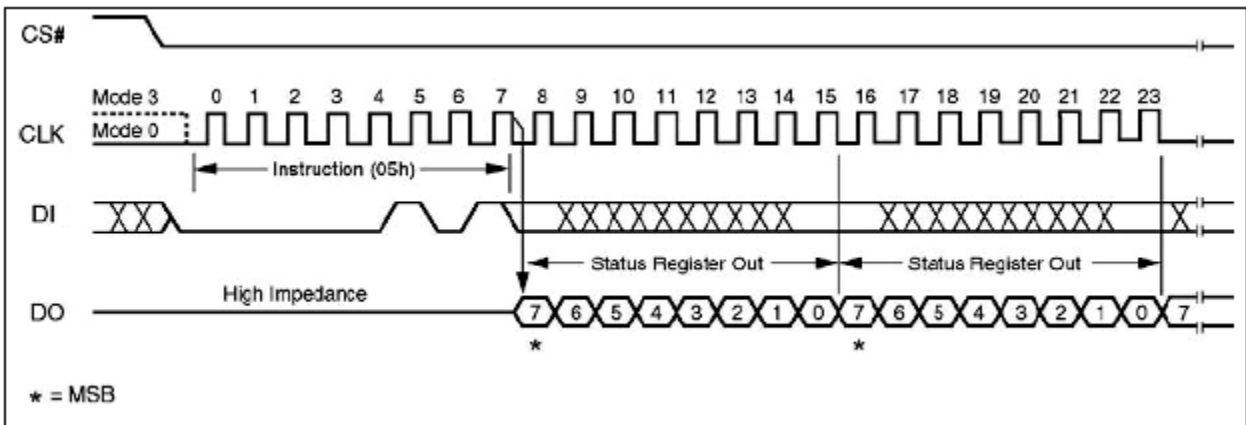 CS#
Mode 3 0 1 2 3 4 5 6 7 8 9 10 11 12 13 14 15 16 17 18 19 20 21 22 23
CLK Mode 0
Instruction (05h)
DI
Status Register Out Status Register Out
High Impedance
DO 7 6 5 4 3 2 1 0 7 6 5 4 3 2 1 0 7
* *
* = MSB